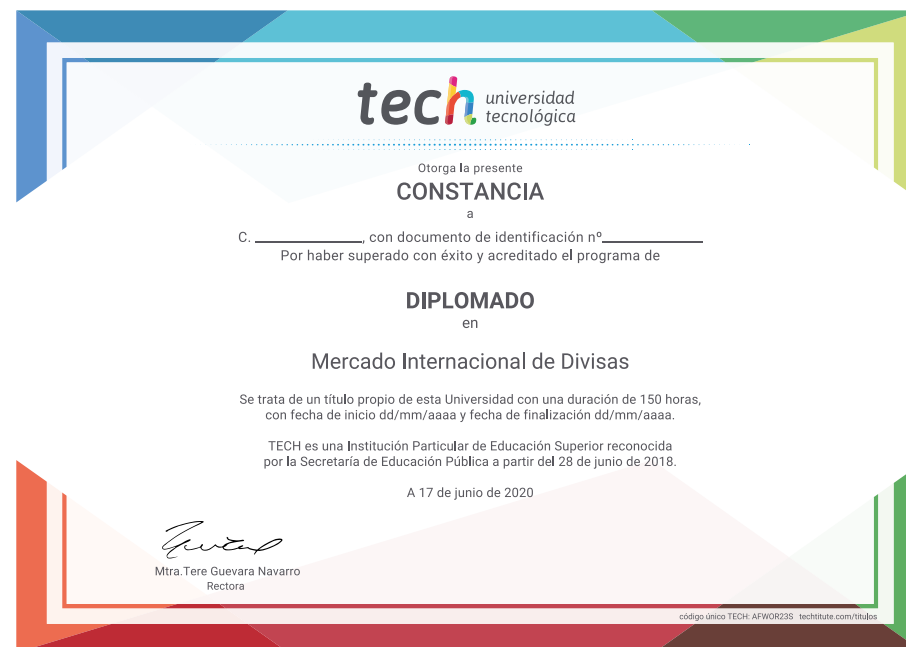 tech universidad
tecnológica
Otorga la presente
CONSTANCIA
a
C. ____________, con documento de identificación nº____________
Por haber superado con éxito y acreditado el programa de
DIPLOMADO
en
Mercado Internacional de Divisas
Se trata de un título propio de esta Universidad con una duración de 150 horas,
con fecha de inicio dd/mm/aaaa y fecha de finalización dd/mm/aaaa.
TECH es una Institución Particular de Educación Superior reconocida
por la Secretaría de Educación Pública a partir del 28 de junio de 2018.
A 17 de junio de 2020
Mtra.Tere Guevara Navarro
Rectora
código único TECH: AFWOR23S techtitute.com/titulos